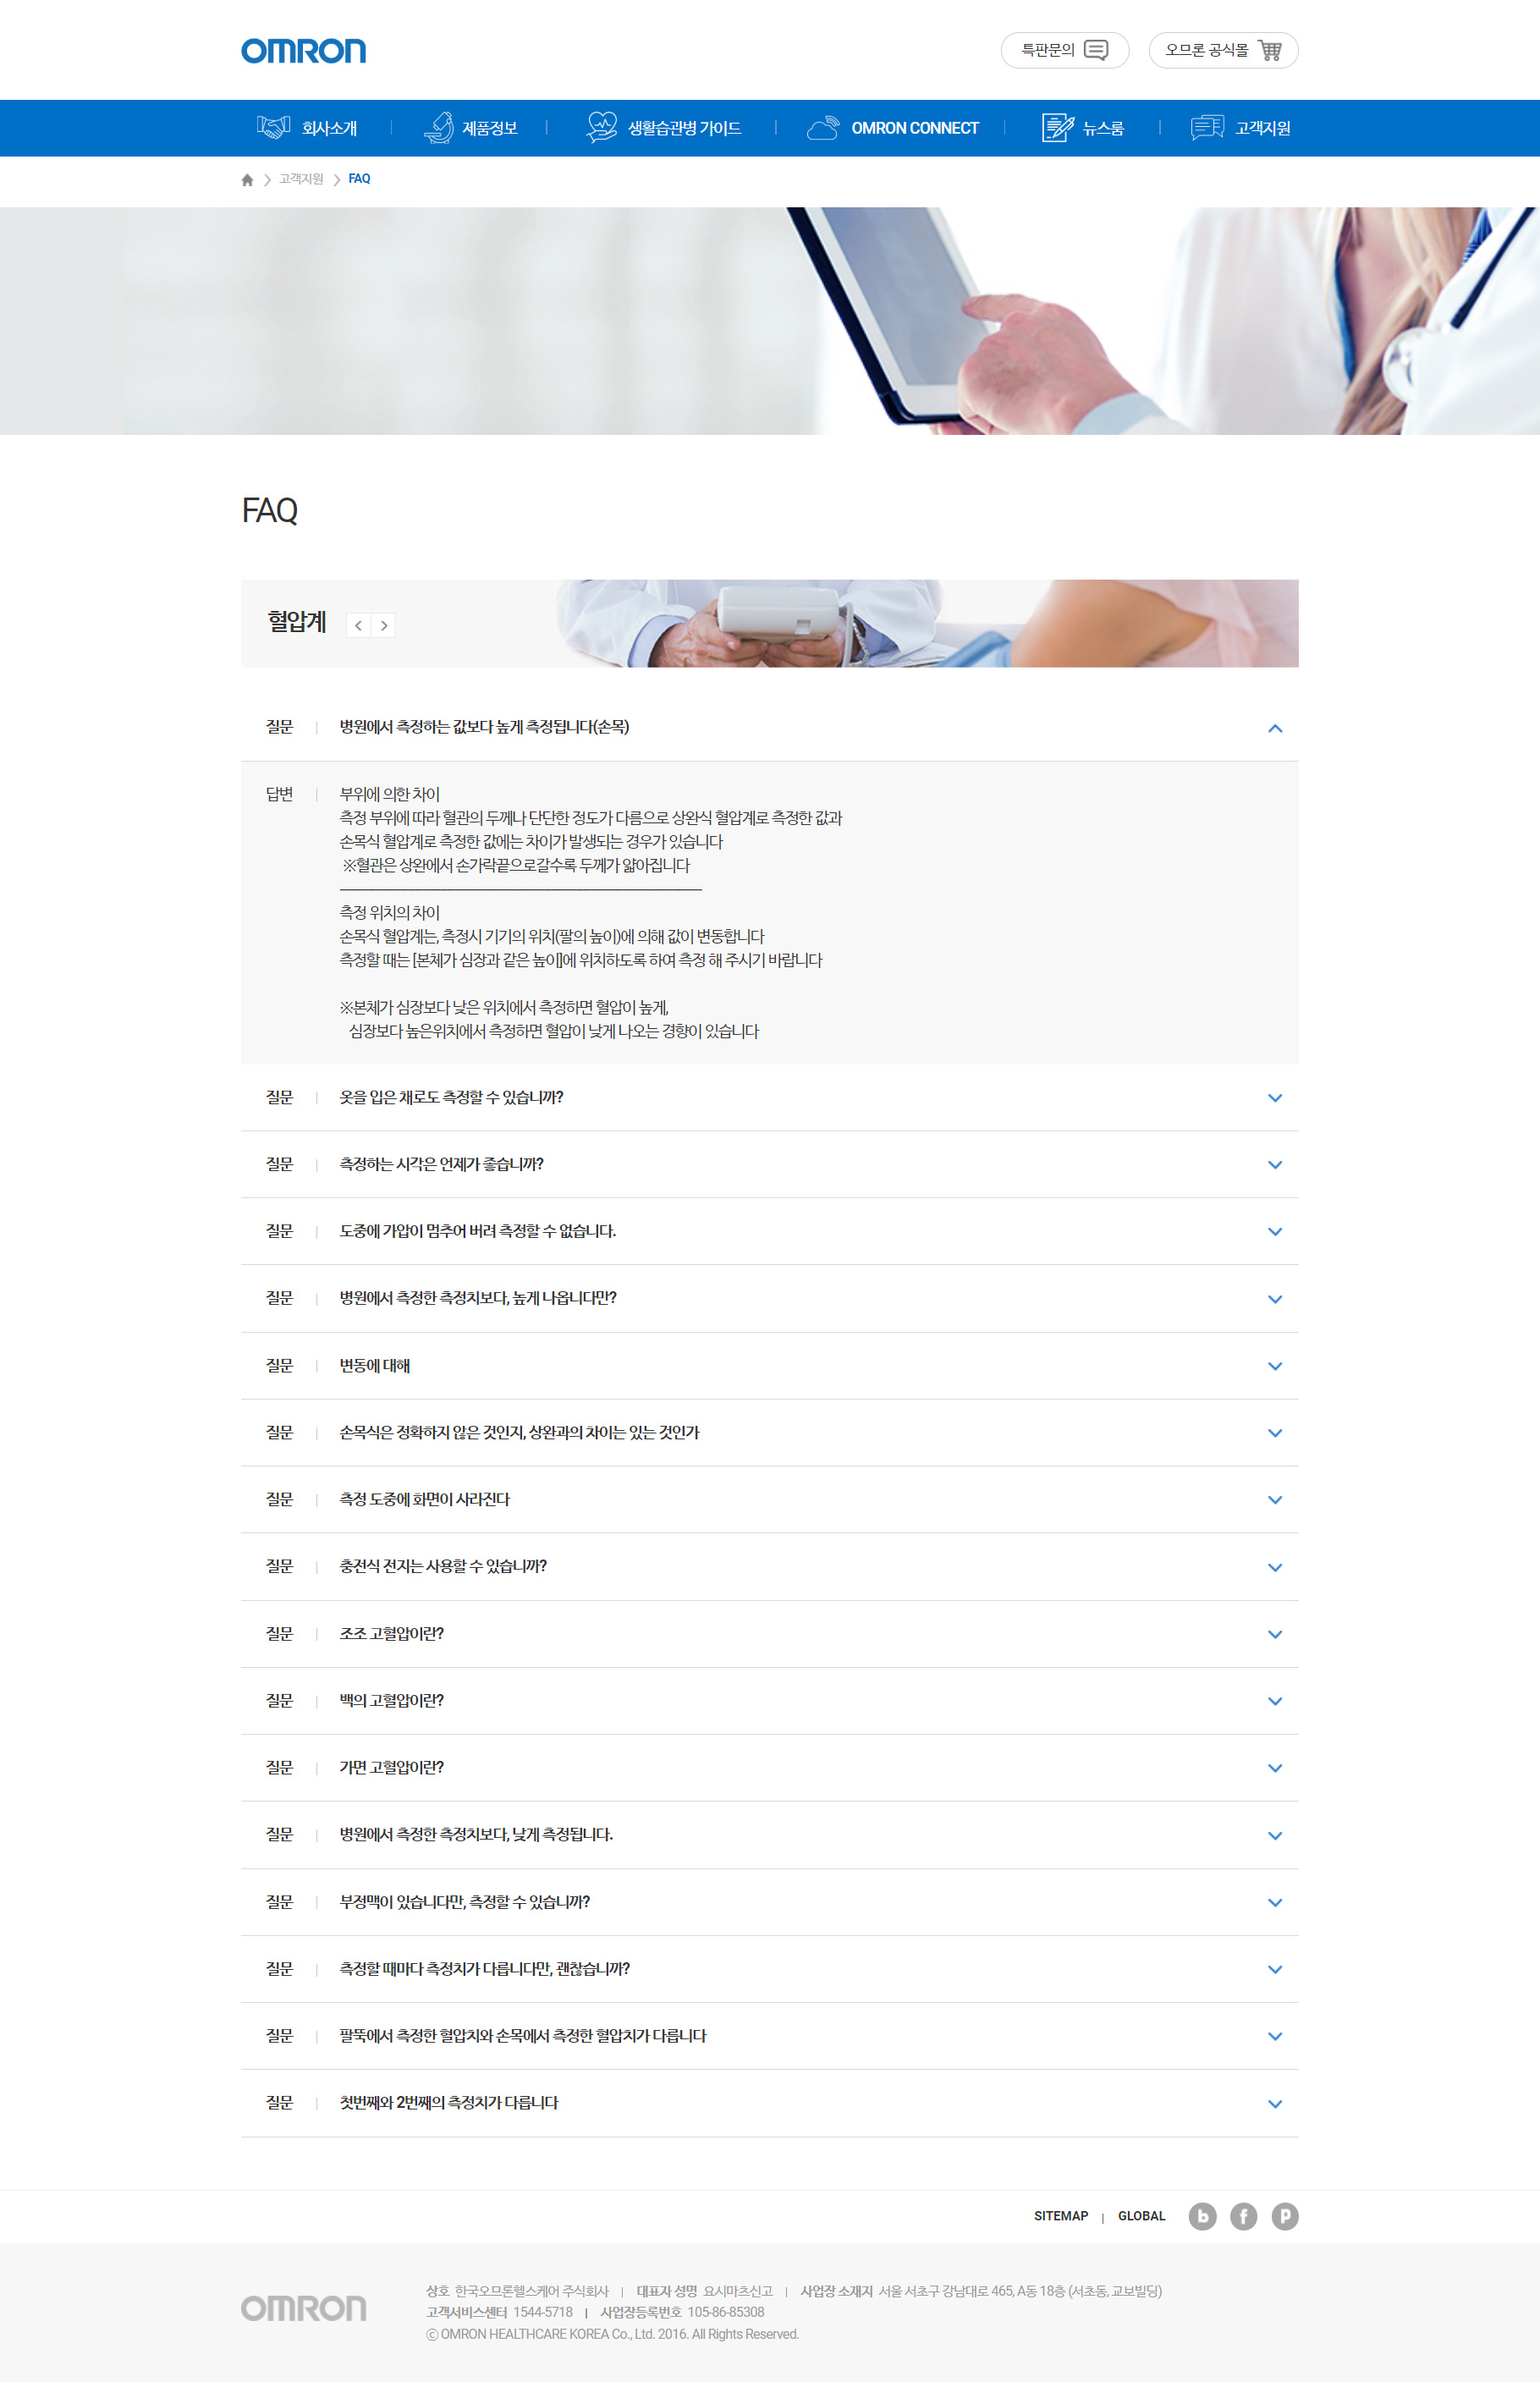 OMRON
특판문의
오므론 공식몰
회사소개
제품정보
생활습관병 가이드
OMRON CONNECT
뉴스룸
고객지원
고객지원
FAQ
FAQ
혈압계
질문 병원에서 측정하는 값보다 높게 측정됩니다(손목)
답변 부위에 의한 차이
측정 부위에 따라 혈관의 두께나 단단한 정도가 다름으로 상완식 혈압계로 측정한 값과
손목식 혈압계로 측정한 값에는 차이가 발생되는 경우가 있습니다
※혈관은 상완에서 손가락끝으로갈수록 두께가 얇아집니다
측정 위치의 차이
손목식 혈압계는, 측정시 기기의 위치(팔의 높이)에 의해 값이 변동합니다
측정할 때는 [본체가 심장과 같은 높이]에 위치하도록 하여 측정 해 주시기 바랍니다
※본체가 심장보다 낮은 위치에서 측정하면 혈압이 높게,
심장보다 높은위치에서 측정하면 혈압이 낮게 나오는 경향이 있습니다
질문 옷을 입은 채로도 측정할 수 있습니까?
질문 측정하는 시각은 언제가 좋습니까?
질문 도중에 가압이 멈추어 버려 측정할 수 없습니다.
질문 병원에서 측정한 측정치보다, 높게 나옵니다만?
질문 변동에 대해
질문 손목식은 정확하지 않은 것인지, 상완과의 차이는 있는 것인가
질문 측정 도중에 화면이 사라진다
질문 충전식 전지는 사용할 수 있습니까?
질문 조조 고혈압이란?
질문 백의 고혈압이란?
질문 가면 고혈압이란?
질문 병원에서 측정한 측정치보다, 낮게 측정됩니다.
질문 부정맥이 있습니다만, 측정할 수 있습니까?
질문 측정할 때마다 측정치가 다릅니다만, 괜찮습니까?
질문 팔뚝에서 측정한 혈압치와 손목에서 측정한 혈압치가 다릅니다
질문 첫번째와 2번째의 측정치가 다릅니다
SITEMAP | GLOBAL b f P
OMRON
상호 한국오므론헬스케어 주식회사 | 대표자 성명 요시마츠신고 | 사업장 소재지 서울 서초구 강남대로 465, A동 18층 (서초동, 교보빌딩)
고객서비스센터 1544-5718 | 사업장등록번호 105-86-85308
ⓒ OMRON HEALTHCARE KOREA Co., Ltd. 2016. All Rights Reserved.